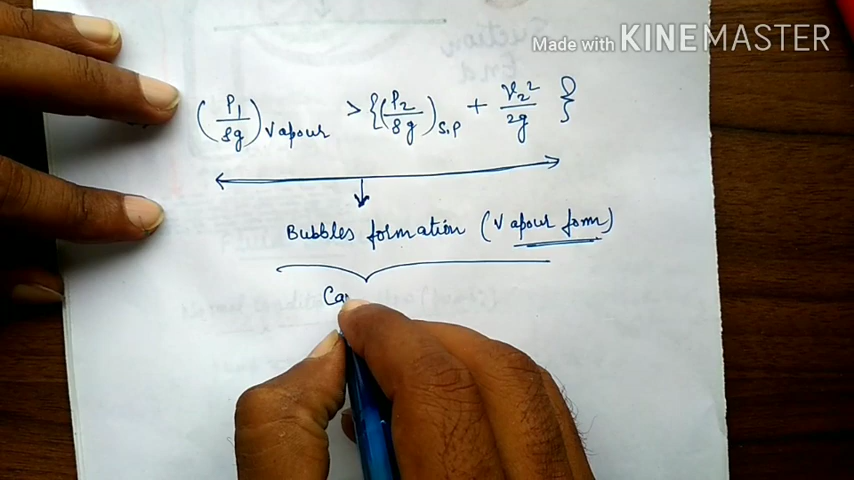 Made with KINEMASTER
(P1/ρg)Vapour > {(P2/ρg)S.P + V2²/2g}
Bubbles formation (Vapour form)
Ca